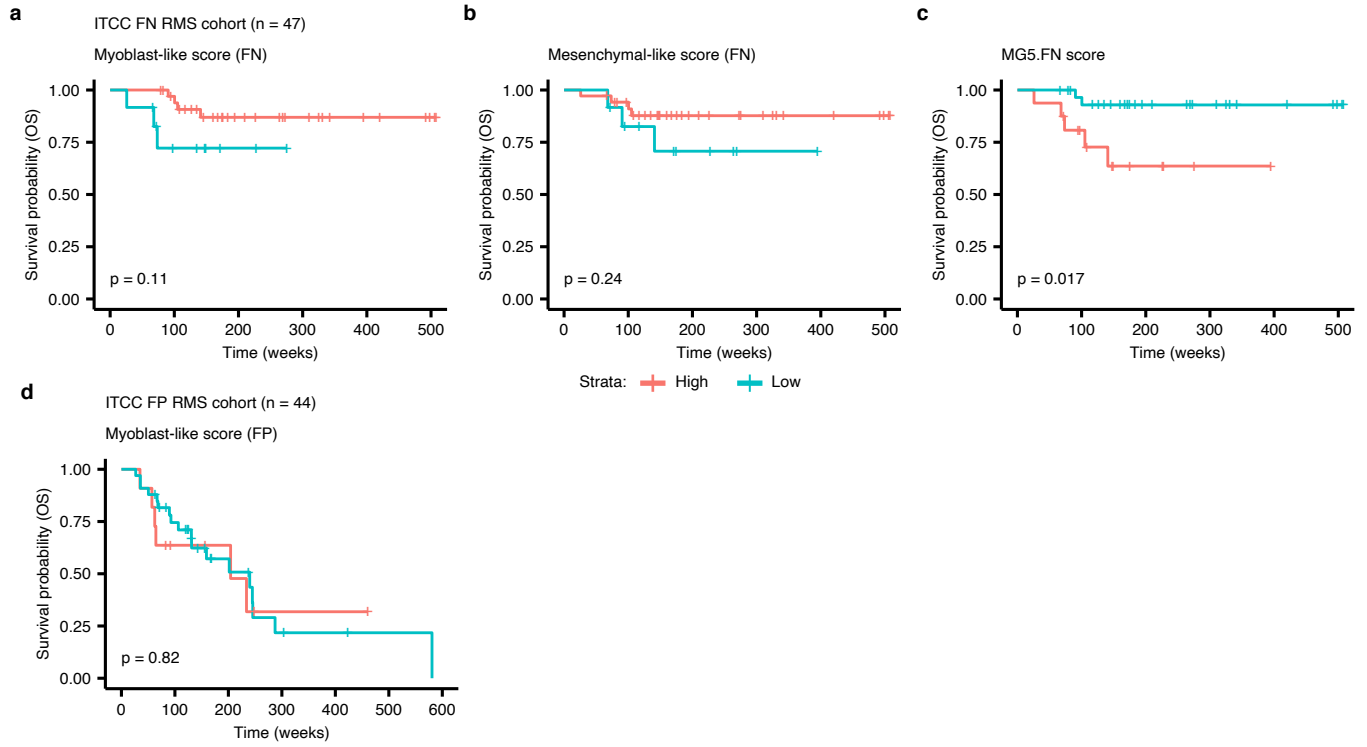 a
ITCC FN RMS cohort (n = 47)
Myoblast-like score (FN)
Survival probability (OS)
1.00
0.75
0.50
0.25
0.00
p = 0.11
0 100 200 300 400 500
Time (weeks)
b
Mesenchymal-like score (FN)
Survival probability (OS)
1.00
0.75
0.50
0.25
0.00
p = 0.24
0 100 200 300 400 500
Time (weeks)
c
MG5.FN score
Survival probability (OS)
1.00
0.75
0.50
0.25
0.00
p = 0.017
0 100 200 300 400 500
Time (weeks)
Strata: High Low
d
ITCC FP RMS cohort (n = 44)
Myoblast-like score (FP)
Survival probability (OS)
1.00
0.75
0.50
0.25
0.00
p = 0.82
0 100 200 300 400 500 600
Time (weeks)